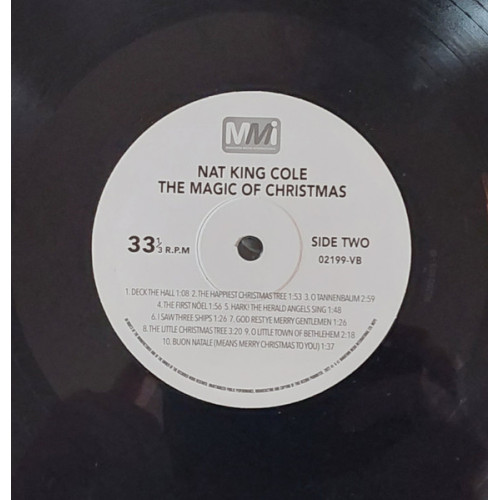 MMi
NAT KING COLE
THE MAGIC OF CHRISTMAS
33 1/3 R.P.M
SIDE TWO
02199-VB
1. DECK THE HALL 1:08 2. THE HAPPIEST CHRISTMAS TREE 1:53 3. O TANNENBAUM 2:59
4. THE FIRST NÖEL 5. HARK! THE HERALD ANGELS SING 1:48
6. I SAW THREE SHIPS 1:26 7. GOD REST YE MERRY GENTLEMEN 1:26
8. THE LITTLE CHRISTMAS TREE 3:20 9. O LITTLE TOWN OF BETHLEHEM 2:18
10. BUON NATALE (MEANS MERRY CHRISTMAS TO YOU) 1:37